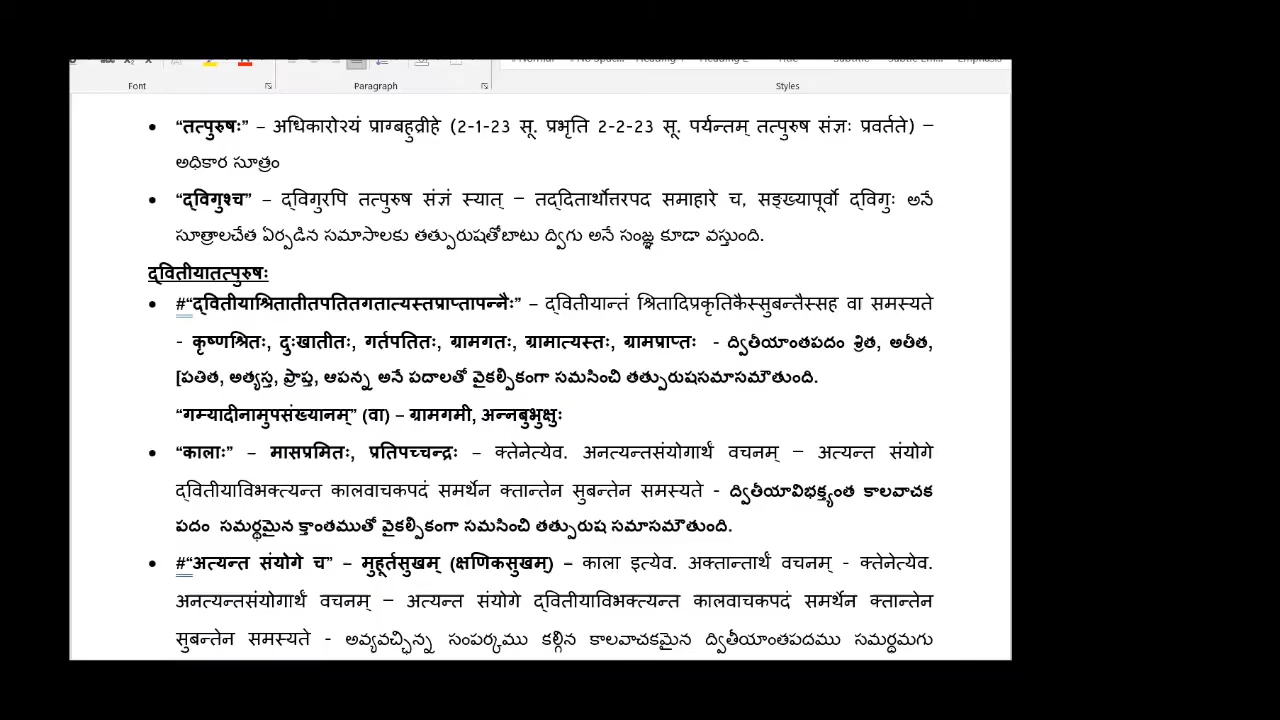 Font Paragraph Styles
• “तत्पुरुषः” – अधिकारोऽयं प्राग्बहुव्रीहे (2-1-23 सू. प्रभृति 2-2-23 सू. पर्यन्तम् तत्पुरुष संज्ञः प्रवर्तते) –
అధికార సూత్రం
• “द्विगुश्च” – द्विगुरपि तत्पुरुष संज्ञं स्यात् – तद्दितार्थोत्तरपद समाहारे च, सङ्ख्यापूर्वो द्विगुः అనే
సూత్రాలచేత ఏర్పడిన సమాసాలకు తత్పురుషతోబాటు ద్విగు అనే సంజ్ఞ కూడా వస్తుంది.
द्वितीयातत्पुरुषः
• #“द्वितीयाश्रितातीतपतितगतात्यस्तप्राप्तापन्नैः” – द्वितीयान्तं श्रितादिप्रकृतिकैस्सुबन्तैस्सह वा समस्यते
- कृष्णश्रितः, दुःखातीतः, गर्तपतितः, ग्रामगतः, ग्रामात्यस्तः, ग्रामप्राप्तः - ద్వితీయాంతపదం శ్రిత, అతీత,
[పతిత, అత్యస్త, ప్రాప్త, ఆపన్న అనే పదాలతో వైకల్పికంగా సమసించి తత్పురుషసమాసమౌతుంది.
“गम्यादीनामुपसंख्यानम्” (वा) – ग्रामगमी, अन्नबुभुक्षुः
• “कालाः” – मासप्रमितः, प्रतिपच्चन्द्रः – क्तेनेत्येव. अनत्यन्तसंयोगार्थं वचनम् – अत्यन्त संयोगे
द्वितीयाविभक्त्यन्त कालवाचकपदं समर्थेन क्तान्तेन सुबन्तेन समस्यते - ద్వితీయావిభక్త్యంత కాలవాచక
పదం సమర్థమైన క్తాంతముతో వైకల్పికంగా సమసించి తత్పురుష సమాసమౌతుంది.
• #“अत्यन्त संयोगे च” – मुहूर्तसुखम् (क्षणिकसुखम्) – काला इत्येव. अक्तान्तार्थं वचनम् - क्तेनेत्येव.
अनत्यन्तसंयोगार्थं वचनम् – अत्यन्त संयोगे द्वितीयाविभक्त्यन्त कालवाचकपदं समर्थेन क्तान्तेन
सुबन्तेन समस्यते - అవ్యవచ్ఛిన్న సంపర్కము కల్గిన కాలవాచకమైన ద్వితీయాంతపదము సమర్థమగు